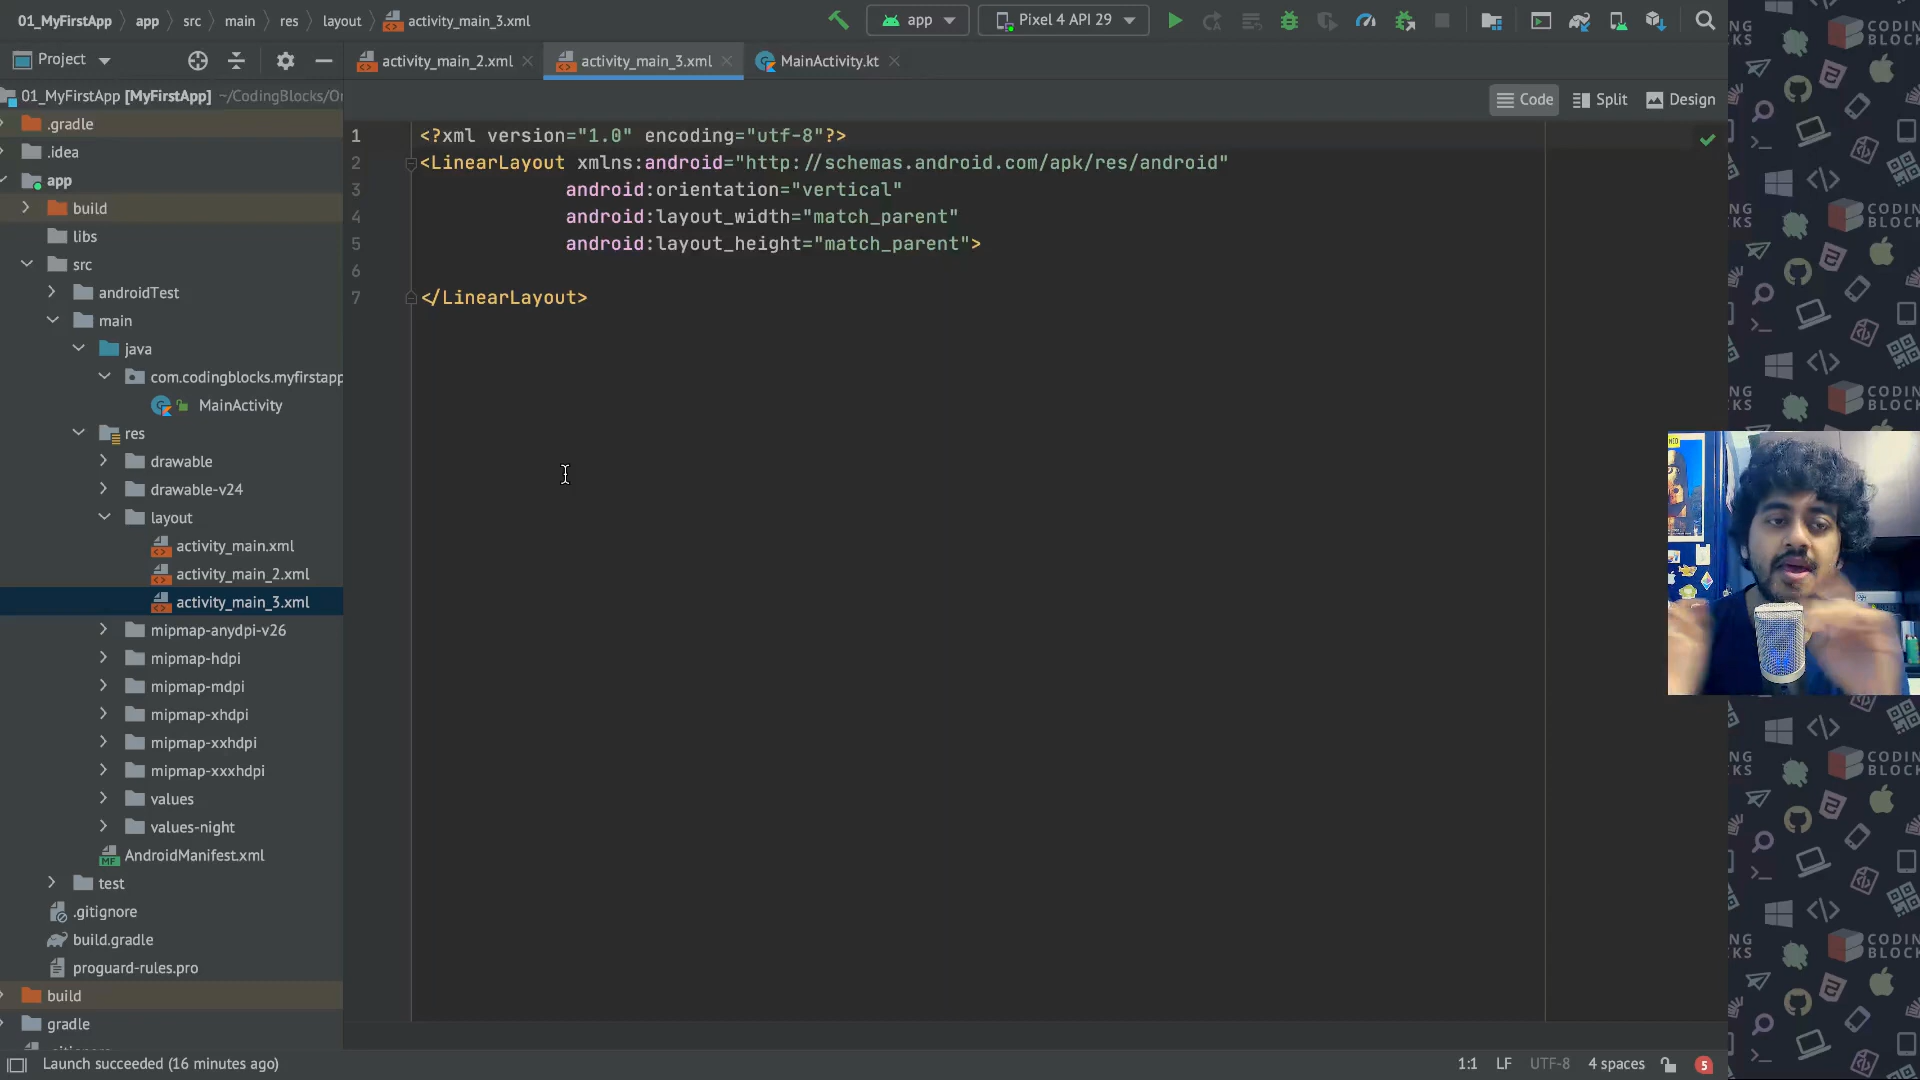 01_MyFirstApp app src main res layout activity_main_3.xml app Pixel 4 API 29
Project activity_main_2.xml activity_main_3.xml MainActivity.kt
Code Split Design
01_MyFirstApp [MyFirstApp] ~/CodingBlocks/
.gradle
.idea
app
build
libs
src
androidTest
main
java
com.codingblocks.myfirstapp
MainActivity
res
drawable
drawable-v24
layout
activity_main.xml
activity_main_2.xml
activity_main_3.xml
mipmap-anydpi-v26
mipmap-hdpi
mipmap-mdpi
mipmap-xhdpi
mipmap-xxhdpi
mipmap-xxxhdpi
values
values-night
AndroidManifest.xml
test
.gitignore
build.gradle
proguard-rules.pro
build
gradle
1 <?xml version="1.0" encoding="utf-8"?>
2 <LinearLayout xmlns:android="http://schemas.android.com/apk/res/android"
3 android:orientation="vertical"
4 android:layout_width="match_parent"
5 android:layout_height="match_parent">
6
7 </LinearLayout>
Launch succeeded (16 minutes ago) 1:1 LF UTF-8 4 spaces 5